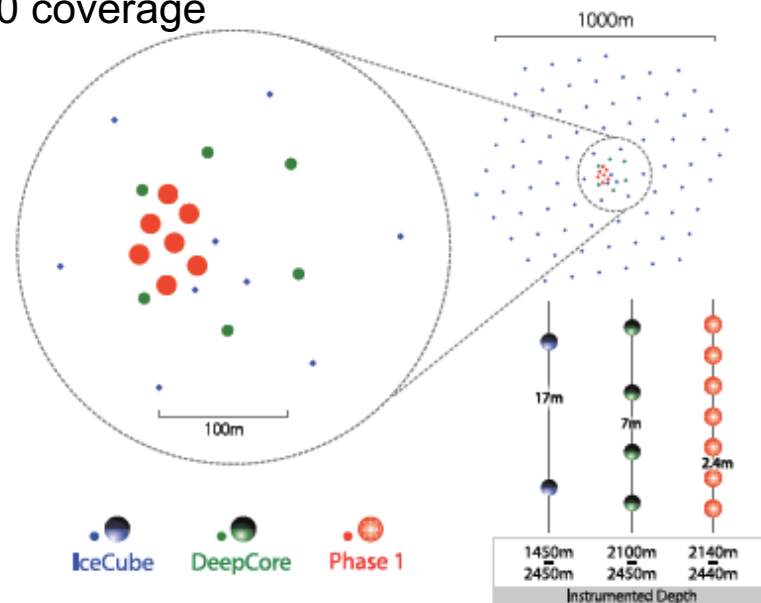 0 coverage
1000m
100m
17m
7m
2.4m
IceCube
DeepCore
Phase 1
1450m
2450m
2100m
2450m
2140m
2440m
Instrumented Depth